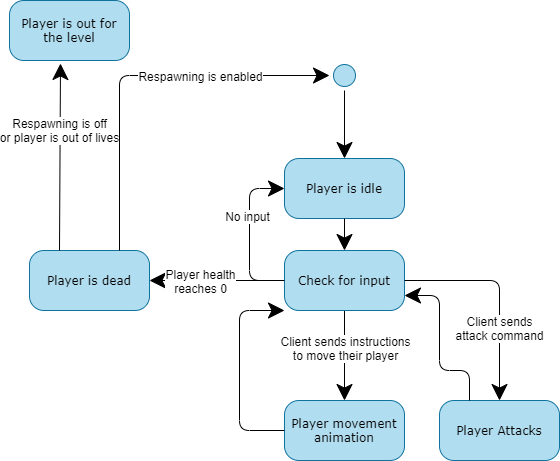 Player is out for
the level
Respawning is enabled
Respawning is off
or player is out of lives
Player is idle
No input
Player is dead
Player health
reaches 0
Check for input
Client sends
attack command
Client sends instructions
to move their player
Player movement
animation
Player Attacks